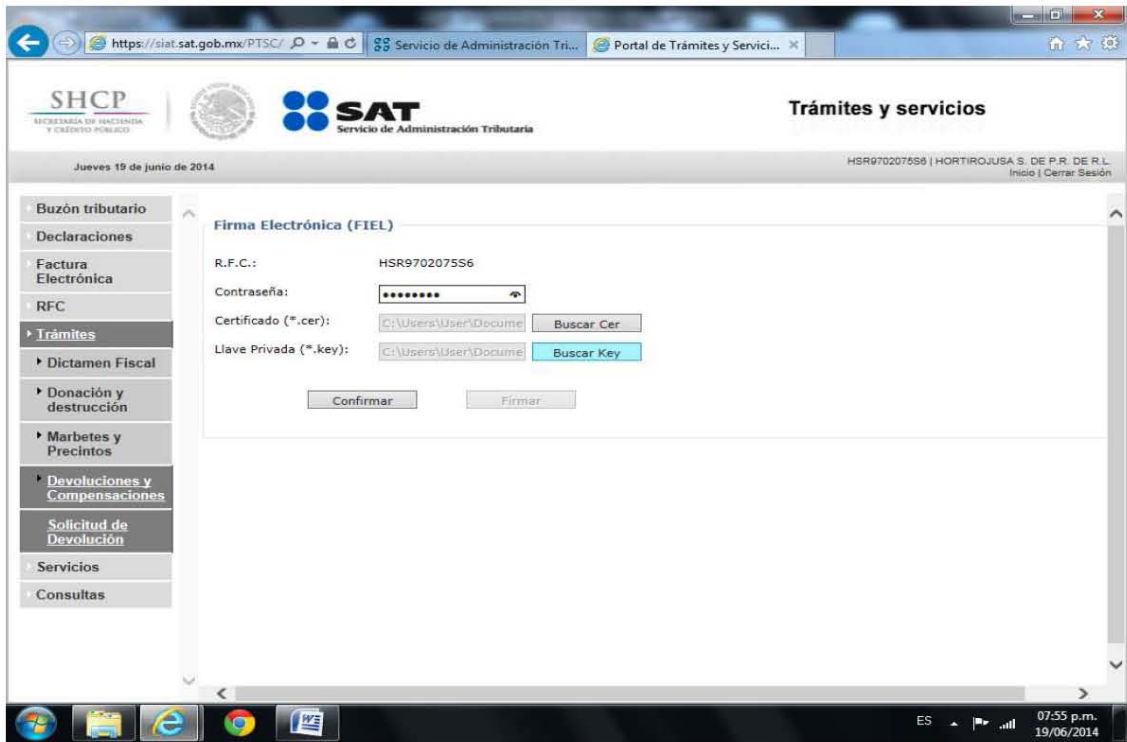 https://siat.sat.gob.mx/PTSC/
Servicio de Administración Tri...
Portal de Trámites y Servici...
SHCP
SECRETARÍA DE HACIENDA
Y CRÉDITO PÚBLICO
SAT
Servicio de Administración Tributaria
Trámites y servicios
Jueves 19 de junio de 2014
HSR9702075S6 | HORTIROJUSA S. DE P.R. DE R.L.
Inicio | Cerrar Sesión
Buzón tributario
Declaraciones
Factura
Electrónica
RFC
Trámites
Dictamen Fiscal
Donación y
destrucción
Marbetes y
Precintos
Devoluciones y
Compensaciones
Solicitud de
Devolución
Servicios
Consultas
Firma Electrónica (FIEL)
R.F.C.: HSR9702075S6
Contraseña: ••••••••
Certificado (*.cer): C:\Users\User\Docume Buscar Cer
Llave Privada (*.key): C:\Users\User\Docume Buscar Key
Confirmar Firmar
ES
07:55 p.m.
19/06/2014